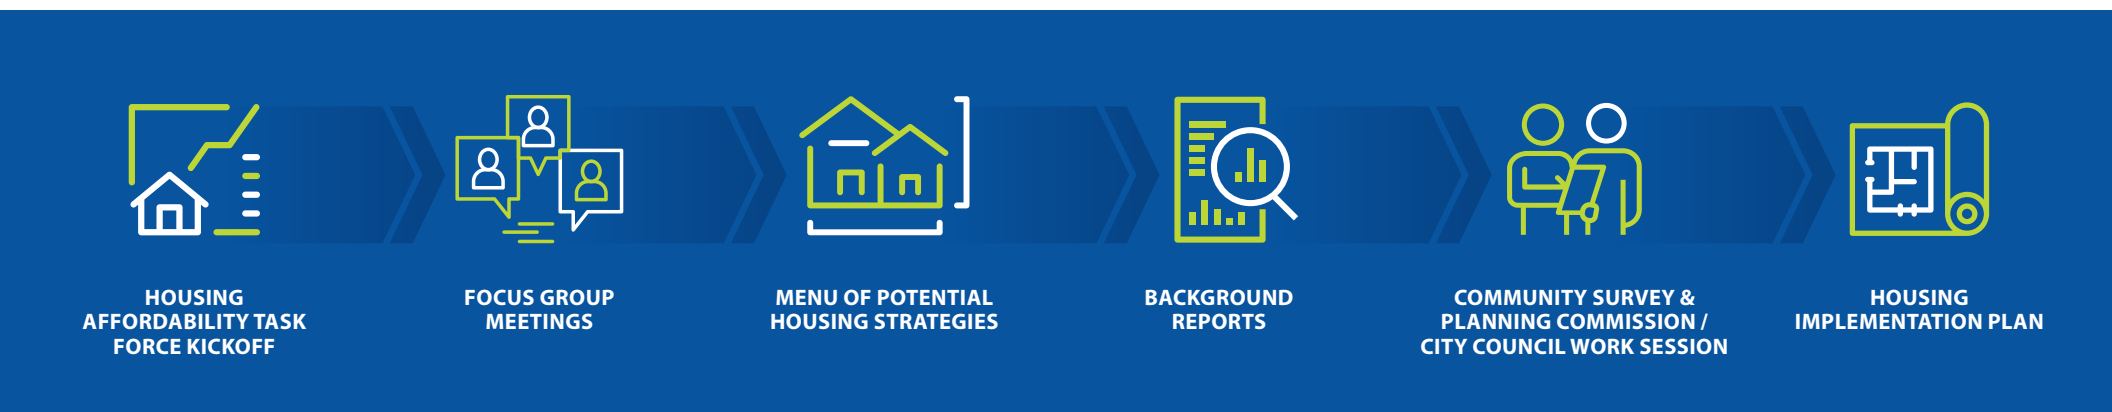 HOUSING
AFFORDABILITY TASK
FORCE KICKOFF
FOCUS GROUP
MEETINGS
MENU OF POTENTIAL
HOUSING STRATEGIES
BACKGROUND
REPORTS
COMMUNITY SURVEY &
PLANNING COMMISSION /
CITY COUNCIL WORK SESSION
HOUSING
IMPLEMENTATION PLAN